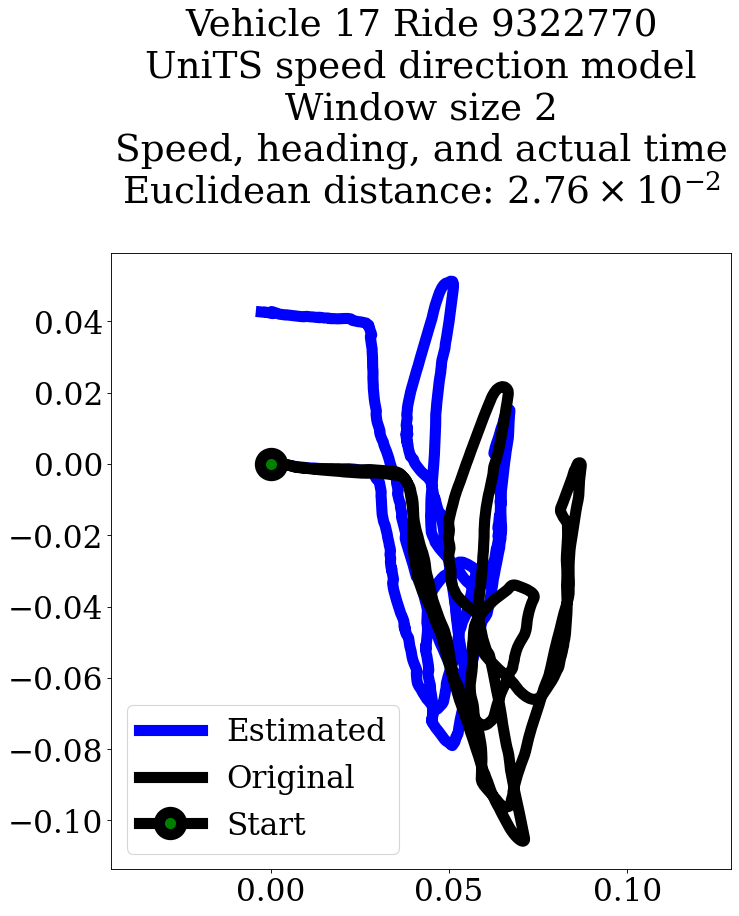 Vehicle 17 Ride 9322770
UniTS speed direction model
Window size 2
Speed, heading, and actual time
Euclidean distance: 2.76 × 10⁻²
0.04
0.02
0.00
−0.02
−0.04
−0.06
−0.08
−0.10
Estimated
Original
Start
0.00 0.05 0.10